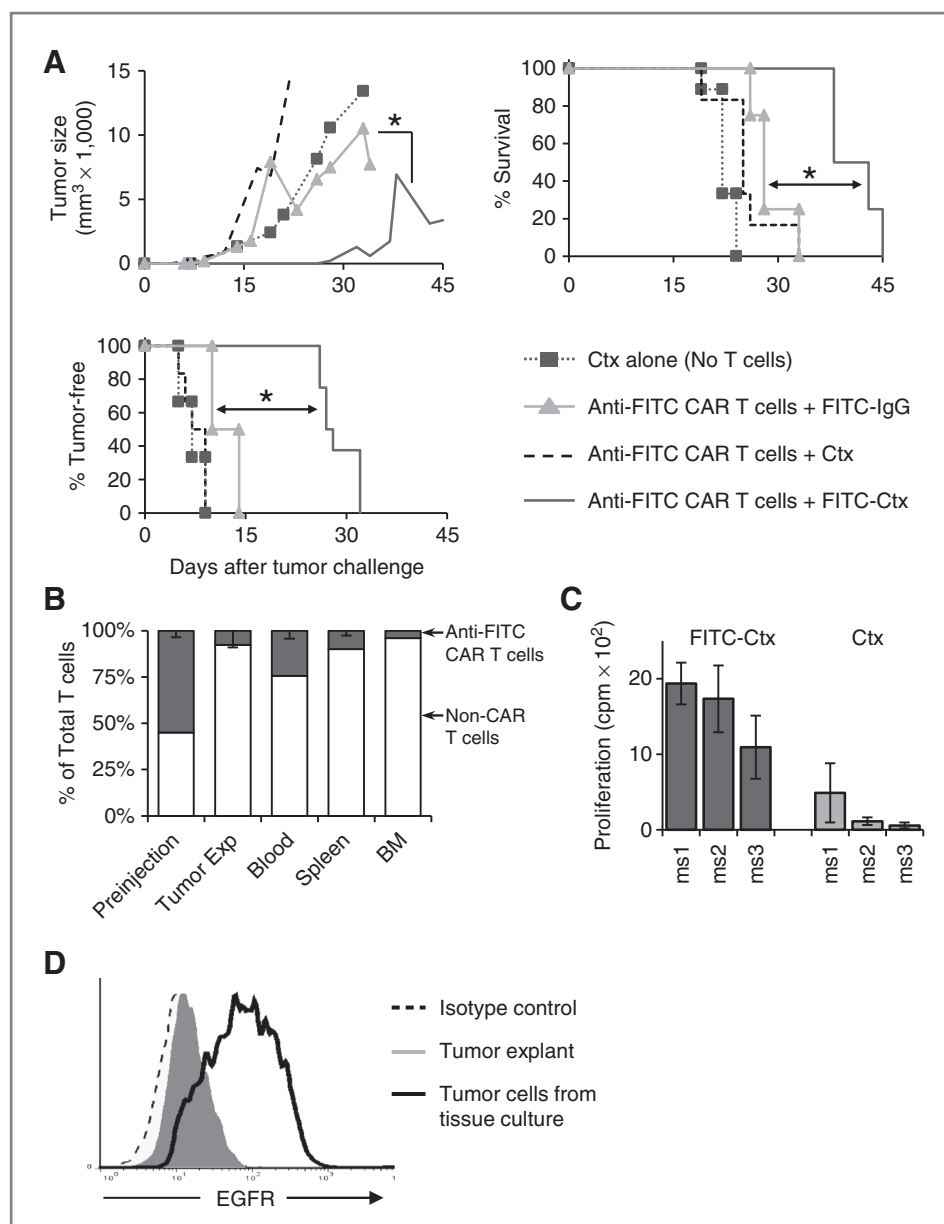 A
Tumor size
(mm³ × 1,000)
15
10
5
0
*
0
15
30
45
% Survival
100
80
60
40
20
0
*
0
15
30
45
% Tumor-free
100
80
60
40
20
0
*
0
15
30
45
Days after tumor challenge
Ctx alone (No T cells)
Anti-FITC CAR T cells + FITC-IgG
Anti-FITC CAR T cells + Ctx
Anti-FITC CAR T cells + FITC-Ctx
B
% of Total T cells
100%
75%
50%
25%
0%
Anti-FITC
CAR T cells
Non-CAR
T cells
Preinjection
Tumor Exp
Blood
Spleen
BM
C
Proliferation (cpm × 10²)
FITC-Ctx
Ctx
20
10
0
ms1
ms2
ms3
ms1
ms2
ms3
D
Isotype control
Tumor explant
Tumor cells from
tissue culture
0
10⁰
10¹
10²
10³
EGFR